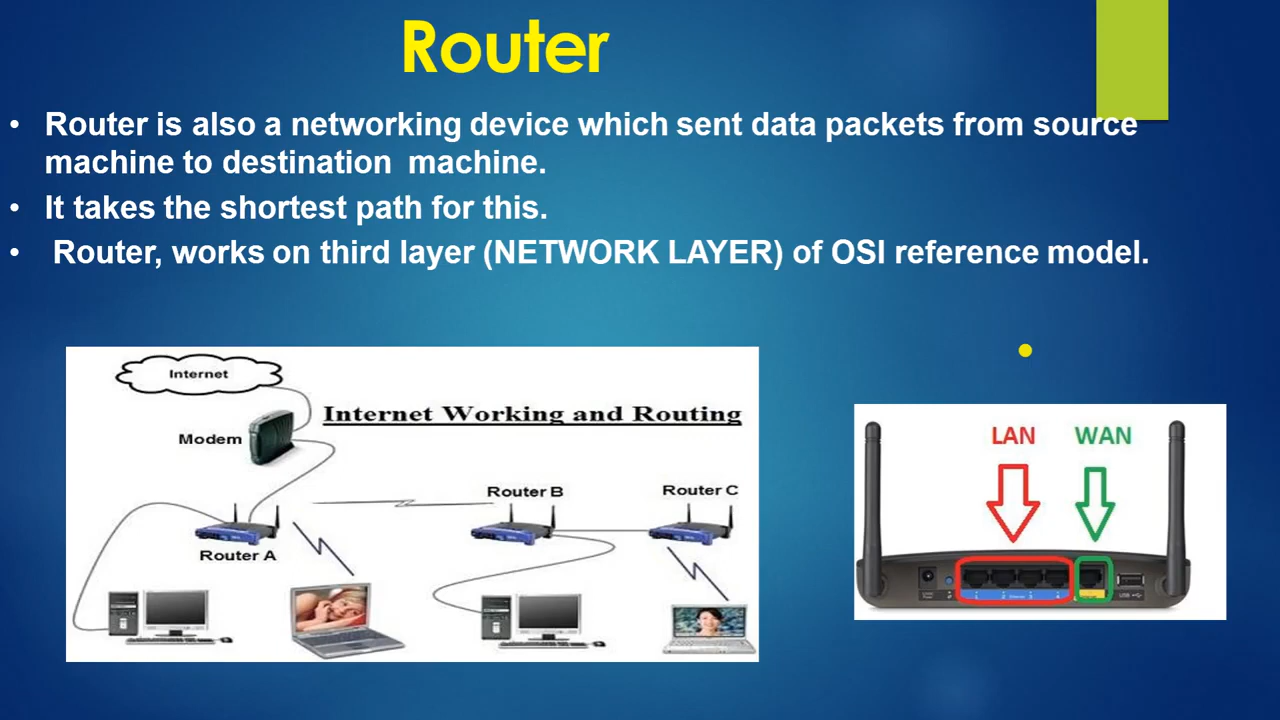 Router
• Router is also a networking device which sent data packets from source
machine to destination machine.
• It takes the shortest path for this.
• Router, works on third layer (NETWORK LAYER) of OSI reference model.
Internet
Internet Working and Routing
Modem
Router B
Router C
Router A
LAN
WAN
USB